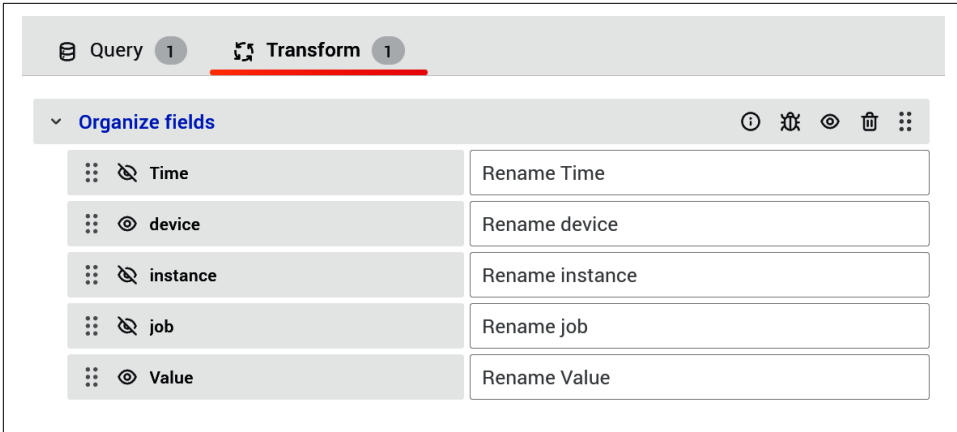 Query 1 Transform 1
Organize fields
Time Rename Time
device Rename device
instance Rename instance
job Rename job
Value Rename Value